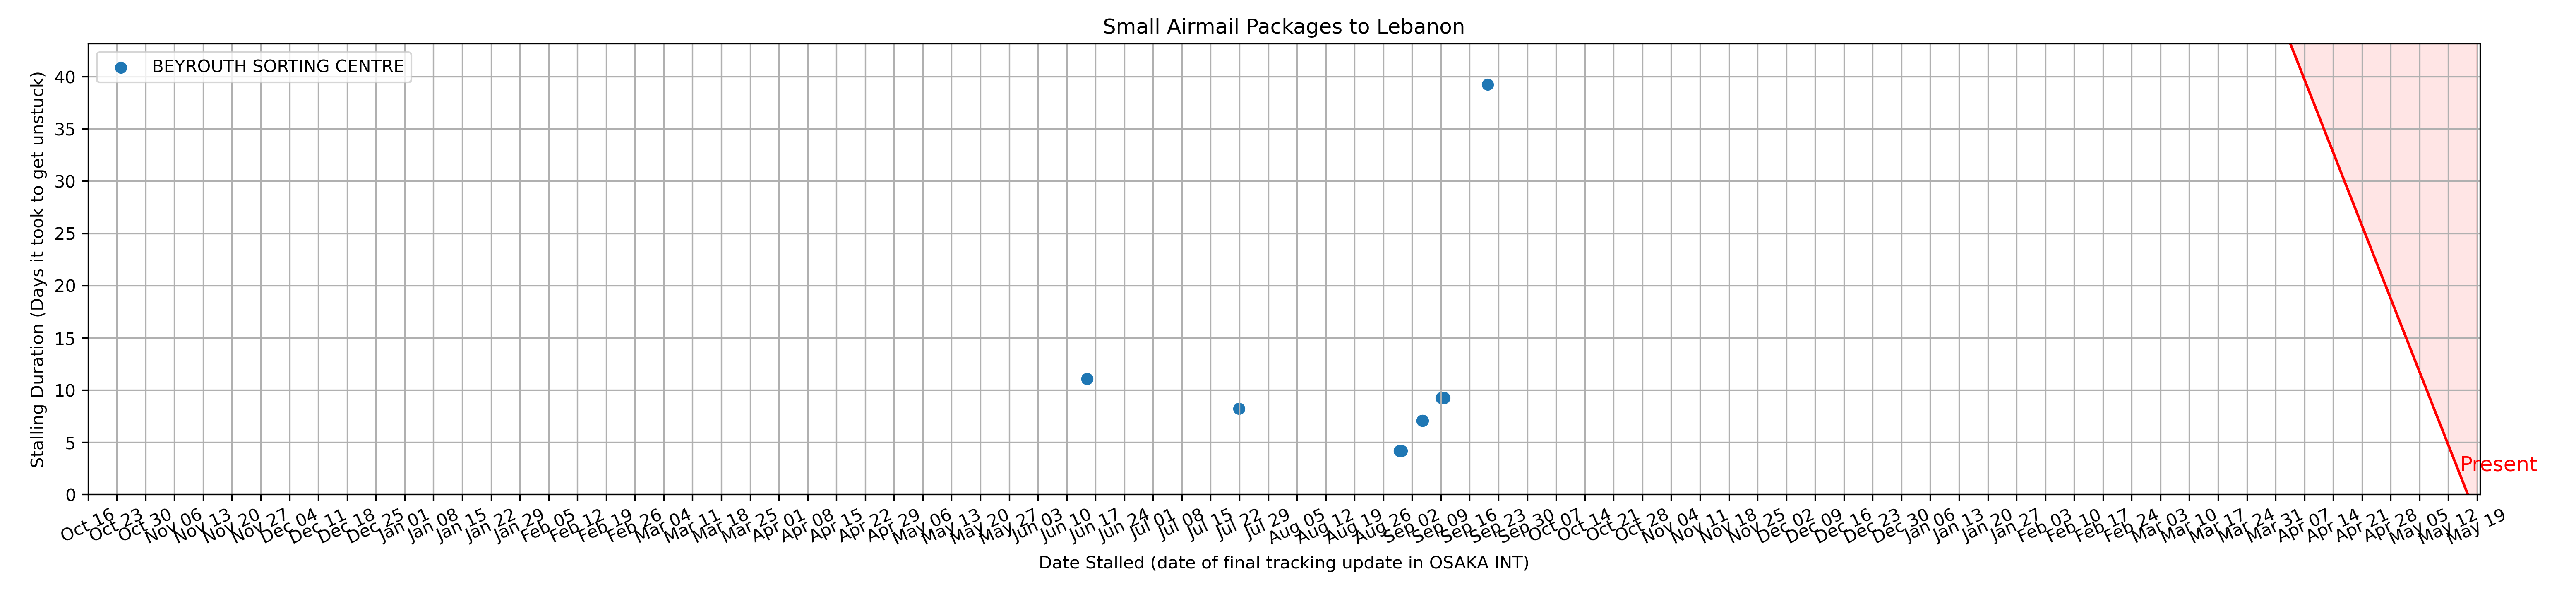 Small Airmail Packages to Lebanon
BEYROUTH SORTING CENTRE
Stalling Duration (Days it took to get unstuck)
40
35
30
25
20
15
10
5
0
Present
Oct 16
Oct 23
Oct 30
Nov 06
Nov 13
Nov 20
Nov 27
Dec 04
Dec 11
Dec 18
Dec 25
Jan 01
Jan 08
Jan 15
Jan 22
Jan 29
Feb 05
Feb 12
Feb 19
Feb 26
Mar 04
Mar 11
Mar 18
Mar 25
Apr 01
Apr 08
Apr 15
Apr 22
Apr 29
May 06
May 13
May 20
May 27
Jun 03
Jun 10
Jun 17
Jun 24
Jul 01
Jul 08
Jul 15
Jul 22
Jul 29
Aug 05
Aug 12
Aug 19
Aug 26
Sep 02
Sep 09
Sep 16
Sep 23
Sep 30
Oct 07
Oct 14
Oct 21
Oct 28
Nov 04
Nov 11
Nov 18
Nov 25
Dec 02
Dec 09
Dec 16
Dec 23
Dec 30
Jan 06
Jan 13
Jan 20
Jan 27
Feb 03
Feb 10
Feb 17
Feb 24
Mar 03
Mar 10
Mar 17
Mar 24
Mar 31
Apr 07
Apr 14
Apr 21
Apr 28
May 05
May 12
May 19
Date Stalled (date of final tracking update in OSAKA INT)